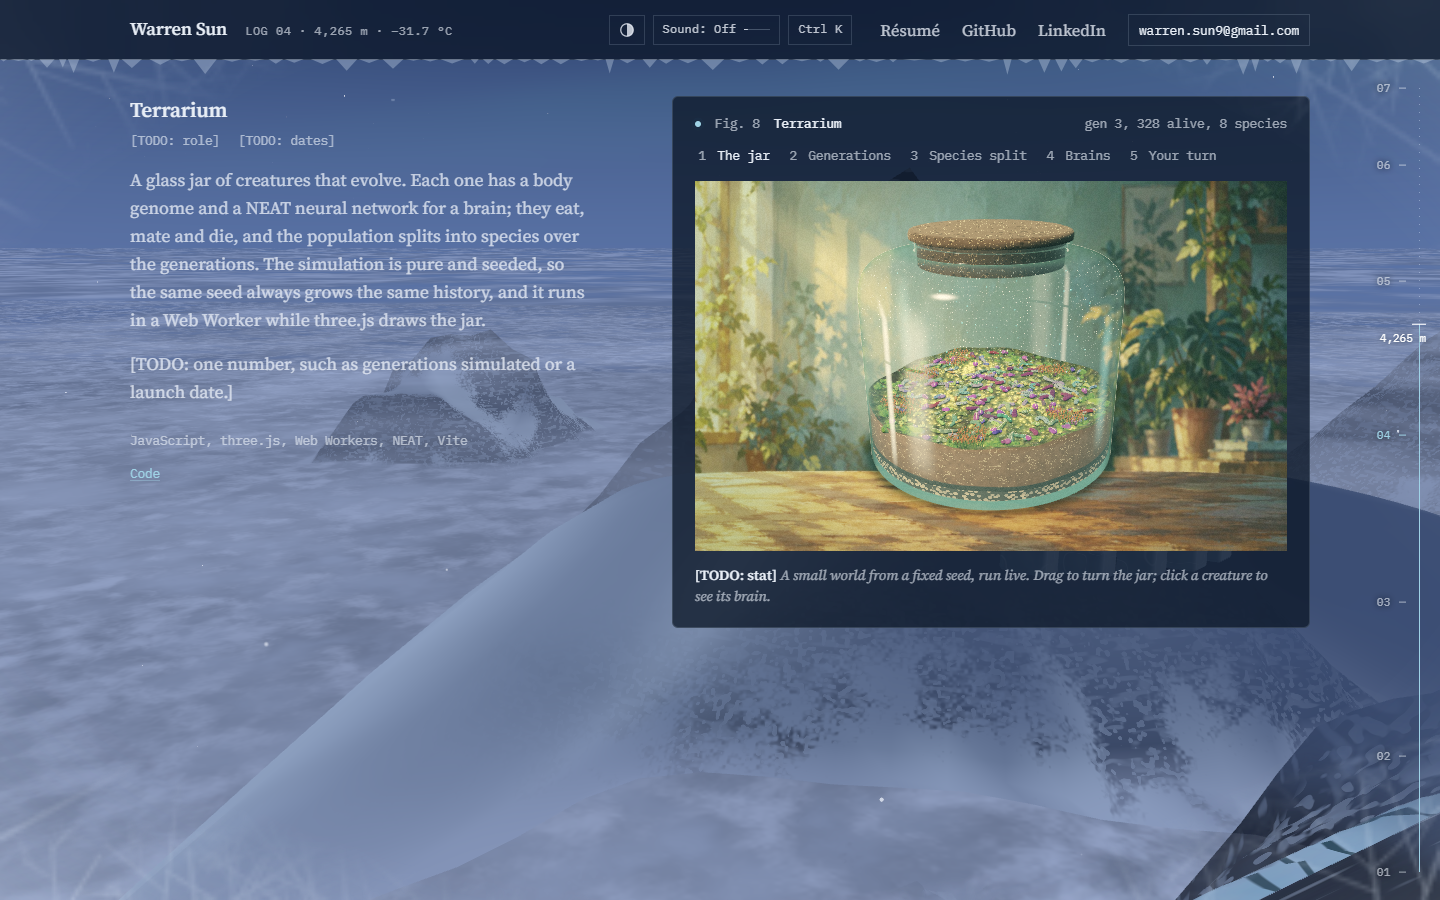 Warren Sun LOG 04 · 4,265 m · −31.7 °C Sound: Off Ctrl K Résumé GitHub LinkedIn warren.sun9@gmail.com
Terrarium
[TODO: role] [TODO: dates]
A glass jar of creatures that evolve. Each one has a body
genome and a NEAT neural network for a brain; they eat,
mate and die, and the population splits into species over
the generations. The simulation is pure and seeded, so
the same seed always grows the same history, and it runs
in a Web Worker while three.js draws the jar.
[TODO: one number, such as generations simulated or a
launch date.]
JavaScript, three.js, Web Workers, NEAT, Vite
Code
Fig. 8 Terrarium gen 3, 328 alive, 8 species
1 The jar 2 Generations 3 Species split 4 Brains 5 Your turn
[TODO: stat] A small world from a fixed seed, run live. Drag to turn the jar; click a creature to
see its brain.
07
06
05
4,265 m
04
03
02
01